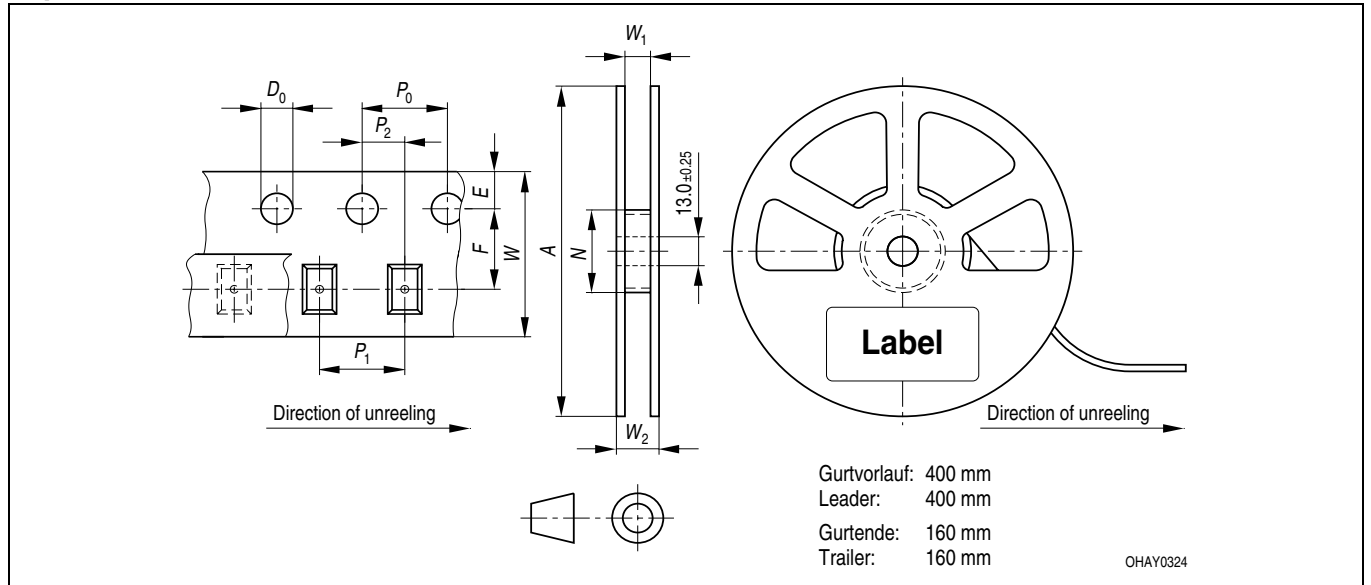 W1
D0
P0
P2
E
F
W
A
N
13.0±0.25
Label
P1
Direction of unreeling
Direction of unreeling
W2
Gurtvorlauf: 400 mm
Leader: 400 mm
Gurtende: 160 mm
Trailer: 160 mm
OHAY0324